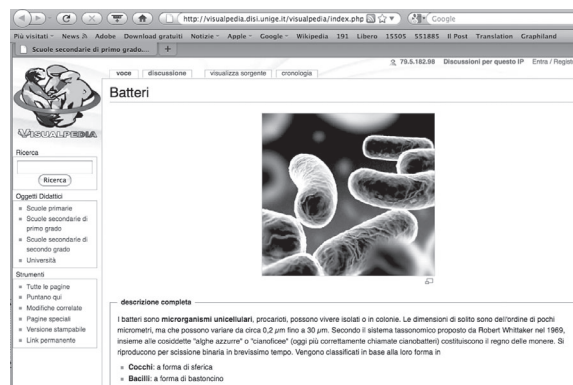 http://visualpedia.disi.unige.it/visualpedia/index.php
Google
Più visitati News Adobe Download gratuiti Notizie Apple Google Wikipedia 191 Libero 15505 551885 Il Post Translation Graphiland
Scuole secondarie di primo grado....
79.5.182.98 Discussioni per questo IP Entra / Regist
voce discussione visualizza sorgente cronologia
Batteri
VISUALPEDIA
Ricerca
Ricerca
Oggetti Didattici
Scuole primarie
Scuole secondarie di
primo grado
Scuole secondarie di
secondo grado
Università
Strumenti
Tutte le pagine
Puntano qui
Modifiche correlate
Pagine speciali
Versione stampabile
Link permanente
descrizione completa
I batteri sono microrganismi unicellulari, procarioti, possono vivere isolati o in colonie. Le dimensioni di solito sono dell'ordine di pochi
micrometri, ma che possono variare da circa 0,2 µm fino a 30 µm. Secondo il sistema tassonomico proposto da Robert Whittaker nel 1969,
insieme alle cosiddette "alghe azzurre" o "cianoficee" (oggi più correttamente chiamate cianobatteri) costituiscono il regno delle monere. Si
riproducono per scissione binaria in brevissimo tempo. Vengono classificati in base alla loro forma in
Cocchi: a forma di sferica
Bacilli: a forma di bastoncino